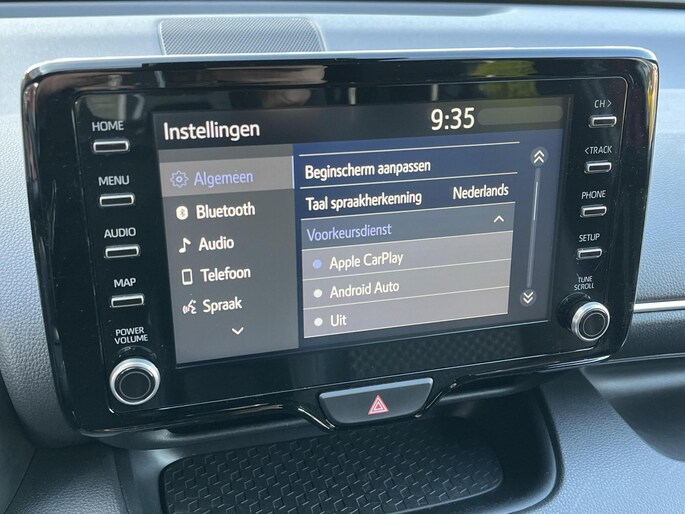 HOME
MENU
AUDIO
MAP
POWER
VOLUME
Instellingen
9:35
Algemeen
Bluetooth
Audio
Telefoon
Spraak
Beginscherm aanpassen
Taal spraakherkenning Nederlands
Voorkeursdienst
Apple CarPlay
Android Auto
Uit
CH >
< TRACK
PHONE
SETUP
TUNE
SCROLL